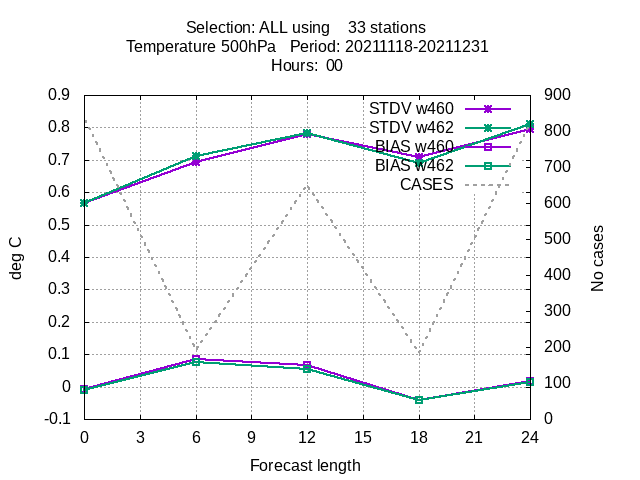 Selection: ALL using    33 stations
Temperature 500hPa   Period: 20211118-20211231
Hours:  00
0.9
0.8
0.7
0.6
0.5
0.4
0.3
0.2
0.1
0
-0.1
deg C
STDV w460
STDV w462
BIAS w460
BIAS w462
CASES
900
800
700
600
500
400
300
200
100
0
No cases
0 3 6 9 12 15 18 21 24
Forecast length